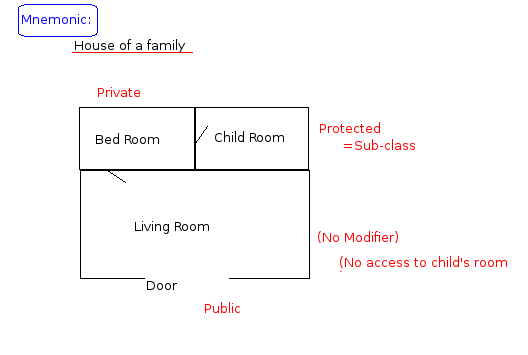 Mnemonic:
House of a family
Private
Bed Room
Child Room
Protected
=Sub-class
Living Room
(No Modifier)
(No access to child's room
Door
Public